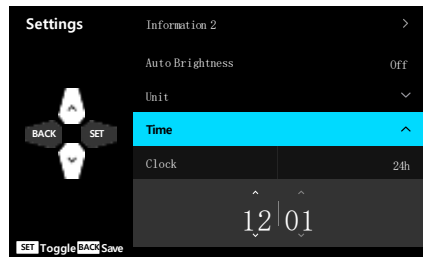 Settings
Information 2
Auto Brightness Off
Unit
BACK SET
Time
Clock 24h
12 01
SET Toggle BACK Save